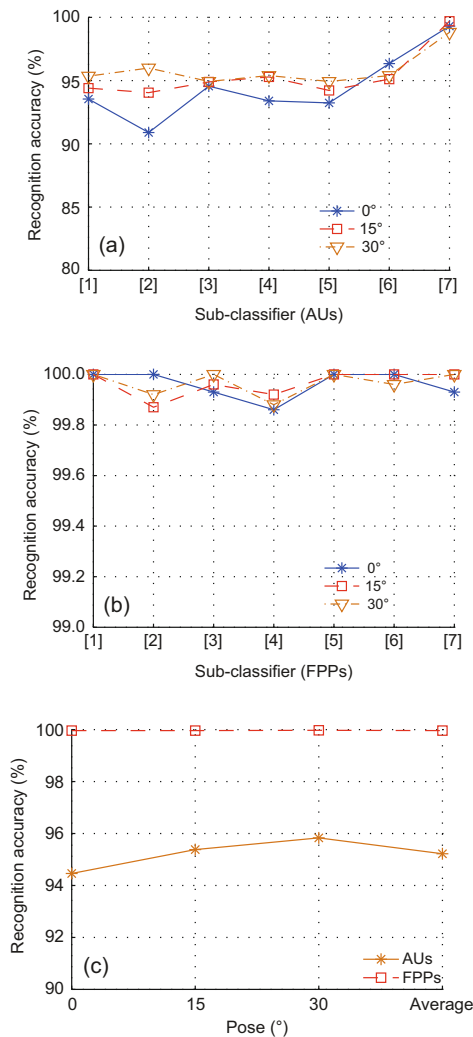 100
95
90
85
80
Recognition accuracy (%)
(a)
0°
15°
30°
[1] [2] [3] [4] [5] [6] [7]
Sub-classifier (AUs)
100.0
99.8
99.6
99.4
99.2
99.0
Recognition accuracy (%)
(b)
0°
15°
30°
[1] [2] [3] [4] [5] [6] [7]
Sub-classifier (FPPs)
100
98
96
94
92
90
Recognition accuracy (%)
(c)
AUs
FPPs
0 15 30 Average
Pose (°)